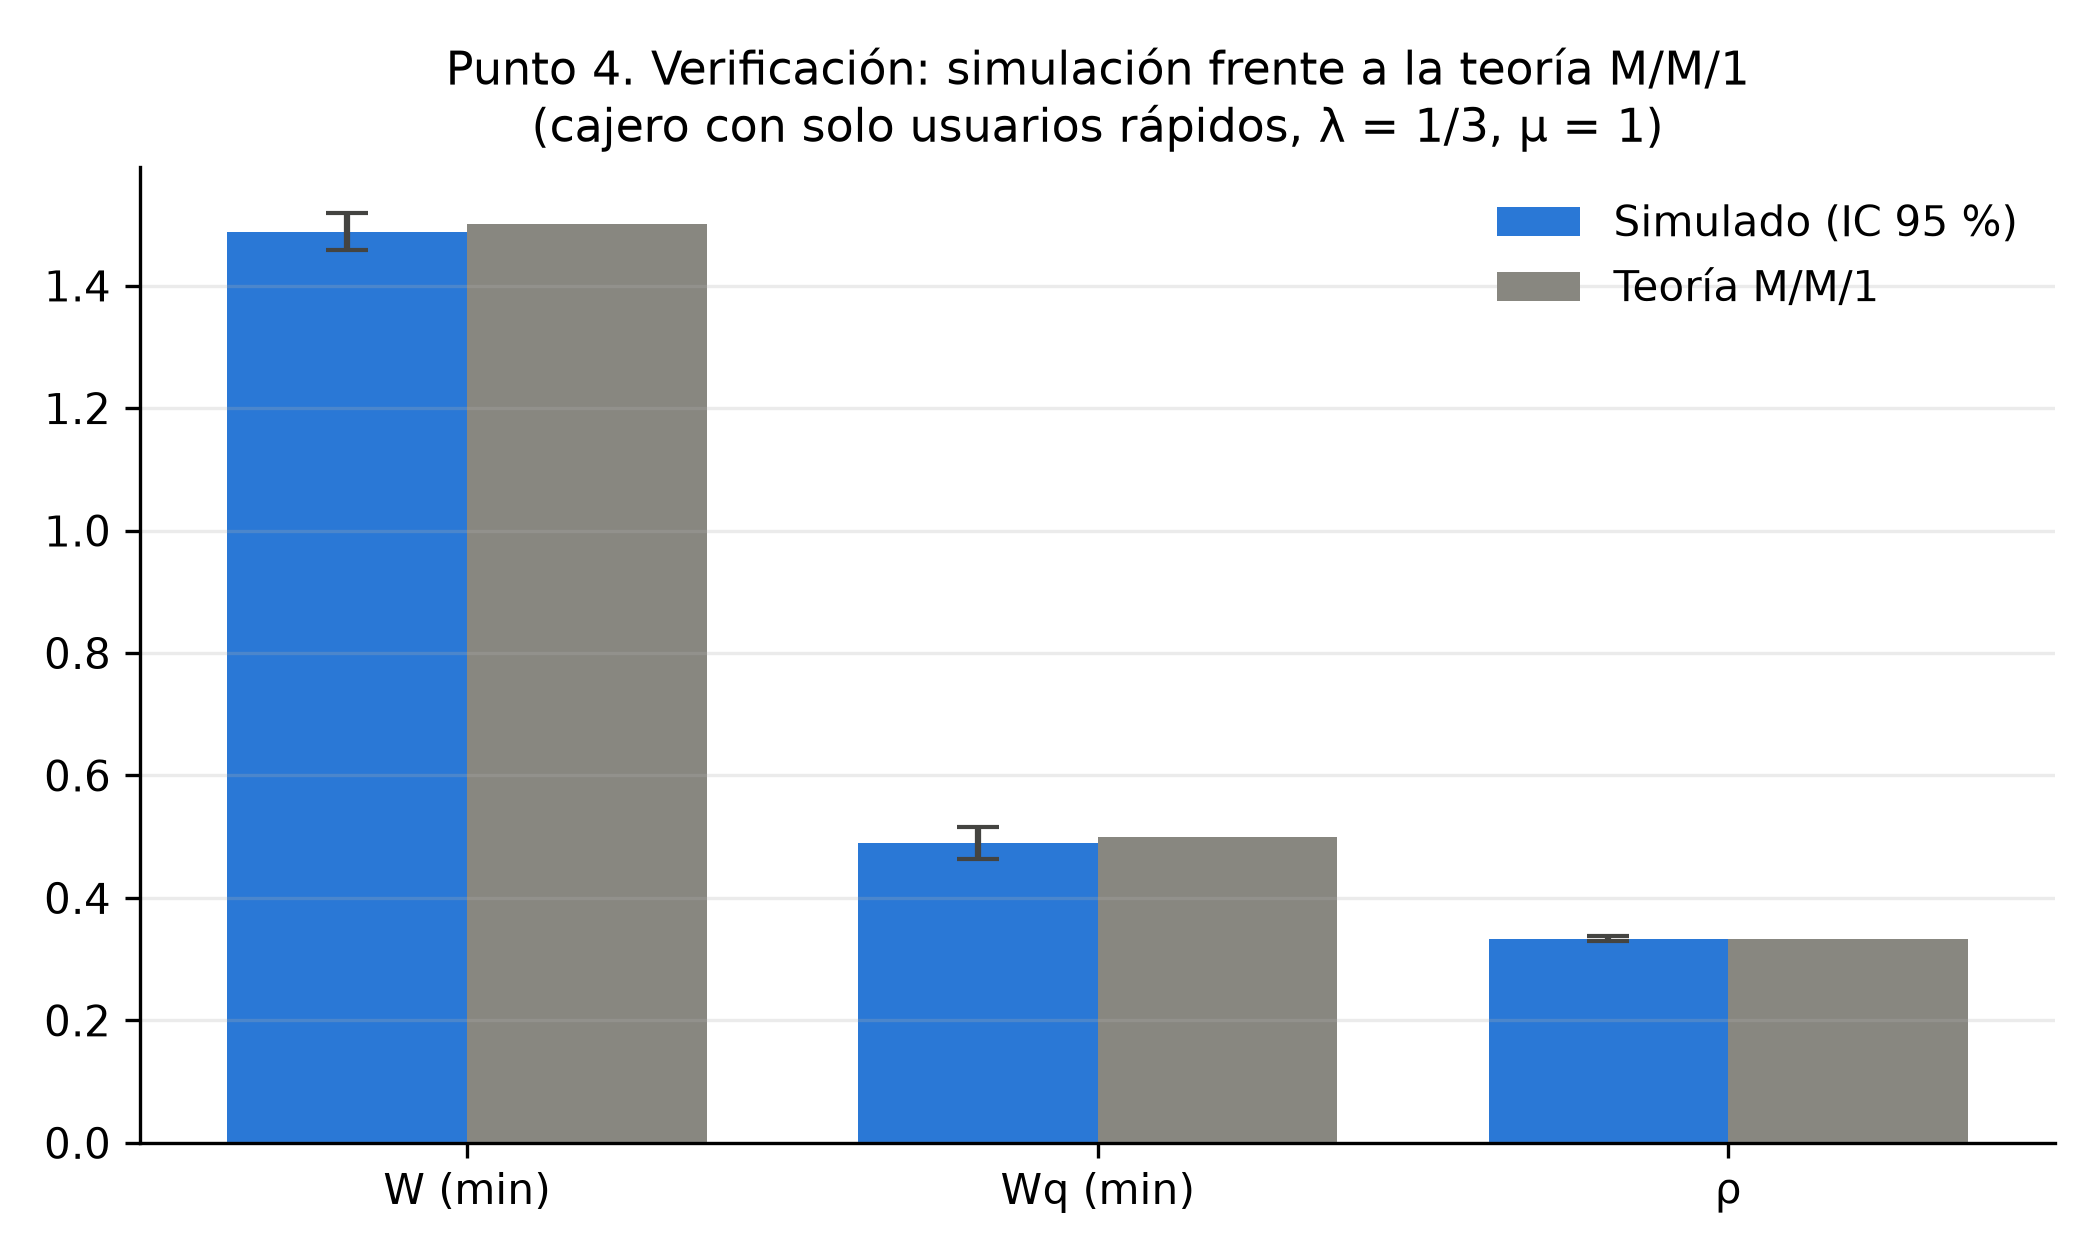 Punto 4. Verificación: simulación frente a la teoría M/M/1
(cajero con solo usuarios rápidos, λ = 1/3, μ = 1)
Simulado (IC 95 %)
Teoría M/M/1
1.4
1.2
1.0
0.8
0.6
0.4
0.2
0.0
W (min)
Wq (min)
ρ